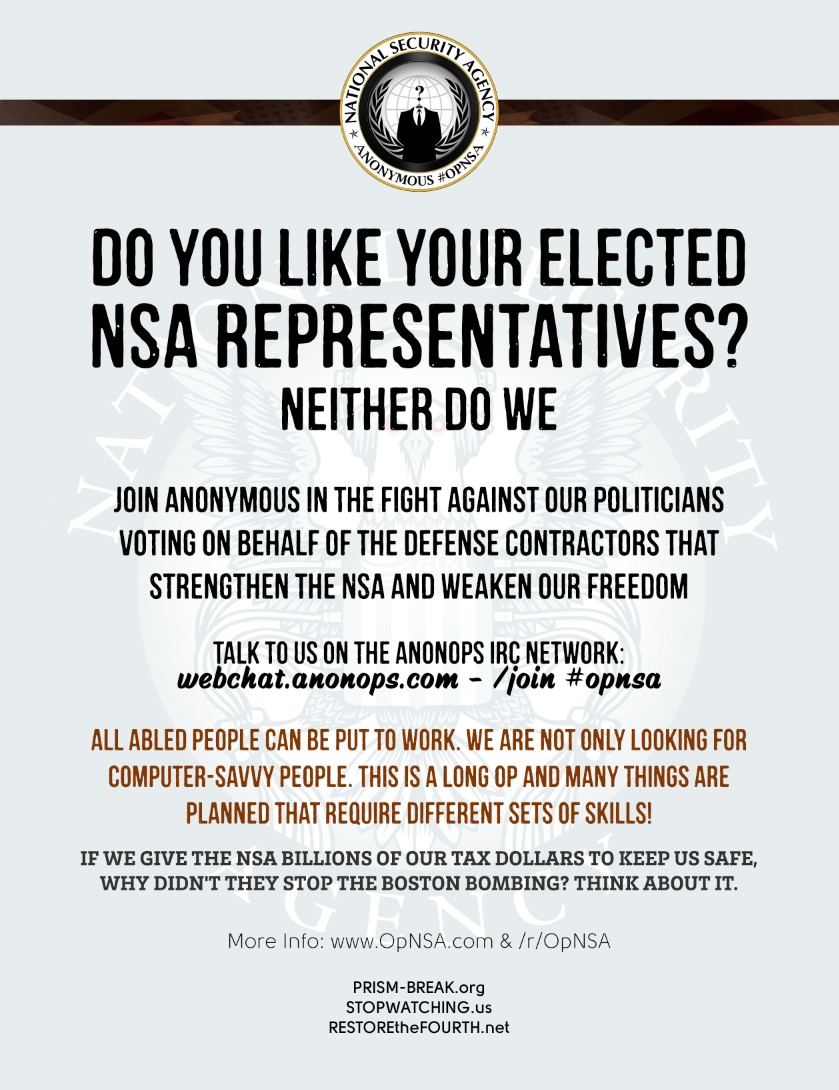 NATIONAL SECURITY AGENCY
?
ANONYMOUS #OPNSA
DO YOU LIKE YOUR ELECTED
NSA REPRESENTATIVES?
NEITHER DO WE
JOIN ANONYMOUS IN THE FIGHT AGAINST OUR POLITICIANS
VOTING ON BEHALF OF THE DEFENSE CONTRACTORS THAT
STRENGTHEN THE NSA AND WEAKEN OUR FREEDOM
TALK TO US ON THE ANONOPS IRC NETWORK:
webchat.anonops.com - /join #opnsa
ALL ABLED PEOPLE CAN BE PUT TO WORK. WE ARE NOT ONLY LOOKING FOR
COMPUTER-SAVVY PEOPLE. THIS IS A LONG OP AND MANY THINGS ARE
PLANNED THAT REQUIRE DIFFERENT SETS OF SKILLS!
IF WE GIVE THE NSA BILLIONS OF OUR TAX DOLLARS TO KEEP US SAFE,
WHY DIDN'T THEY STOP THE BOSTON BOMBING? THINK ABOUT IT.
More Info: www.OpNSA.com & /r/OpNSA
PRISM-BREAK.org
STOPWATCHING.us
RESTOREtheFOURTH.net
NATIONAL SECURITY
AGENCY